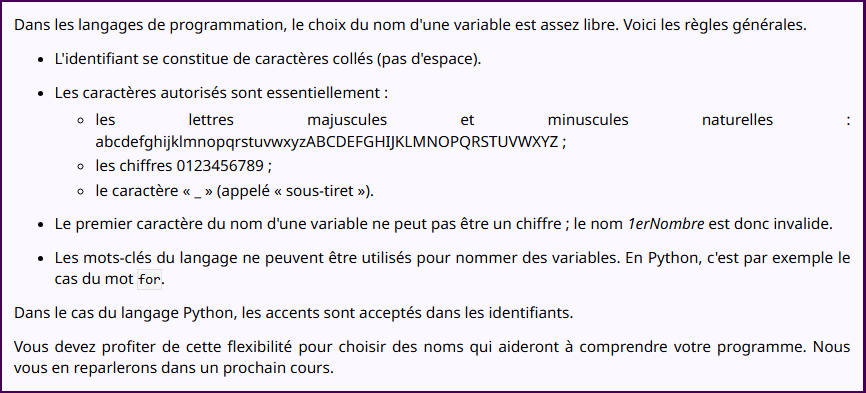 Dans les langages de programmation, le choix du nom d'une variable est assez libre. Voici les règles générales.
• L'identifiant se constitue de caractères collés (pas d'espace).
• Les caractères autorisés sont essentiellement :
◦ les lettres majuscules et minuscules naturelles :
abcdefghijklmnopqrstuvwxyzABCDEFGHIJKLMNOPQRSTUVWXYZ ;
◦ les chiffres 0123456789 ;
◦ le caractère « _ » (appelé « sous-tiret »).
• Le premier caractère du nom d'une variable ne peut pas être un chiffre ; le nom 1erNombre est donc invalide.
• Les mots-clés du langage ne peuvent être utilisés pour nommer des variables. En Python, c'est par exemple le
cas du mot for.
Dans le cas du langage Python, les accents sont acceptés dans les identifiants.
Vous devez profiter de cette flexibilité pour choisir des noms qui aideront à comprendre votre programme. Nous
vous en reparlerons dans un prochain cours.